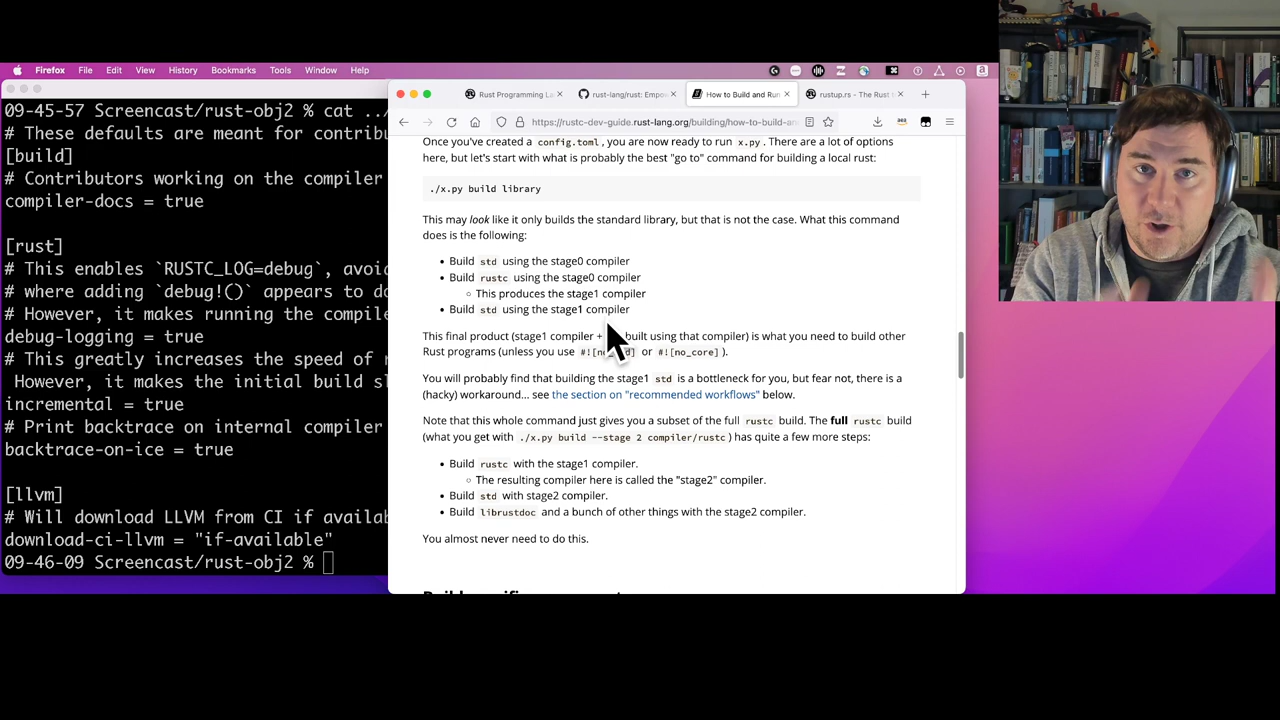 Firefox File Edit View History Bookmarks Tools Window Help
09-45-57 Screencast/rust-obj2 % cat ../
# These defaults are meant for contribu
[build]
# Contributors working on the compiler
compiler-docs = true
[rust]
# This enables `RUSTC_LOG=debug`, avoid
# where adding `debug!()` appears to do
# However, it makes running the compile
debug-logging = true
# This greatly increases the speed of r
However, it makes the initial build sl
incremental = true
# Print backtrace on internal compiler
backtrace-on-ice = true
[llvm]
# Will download LLVM from CI if availab
download-ci-llvm = "if-available"
09-46-09 Screencast/rust-obj2 %
Rust Programming La
rust-lang/rust: Empow
How to Build and Run
rustup.rs - The Rust t
https://rustc-dev-guide.rust-lang.org/building/how-to-build-an
Once you've created a config.toml, you are now ready to run x.py. There are a lot of options
here, but let's start with what is probably the best "go to" command for building a local rust:
./x.py build library
This may look like it only builds the standard library, but that is not the case. What this command
does is the following:
Build std using the stage0 compiler
Build rustc using the stage0 compiler
This produces the stage1 compiler
Build std using the stage1 compiler
This final product (stage1 compiler + built using that compiler) is what you need to build other
Rust programs (unless you use #![no_ d] or #![no_core]).
You will probably find that building the stage1 std is a bottleneck for you, but fear not, there is a
(hacky) workaround... see the section on "recommended workflows" below.
Note that this whole command just gives you a subset of the full rustc build. The full rustc build
(what you get with ./x.py build --stage 2 compiler/rustc) has quite a few more steps:
Build rustc with the stage1 compiler.
The resulting compiler here is called the "stage2" compiler.
Build std with stage2 compiler.
Build librustdoc and a bunch of other things with the stage2 compiler.
You almost never need to do this.